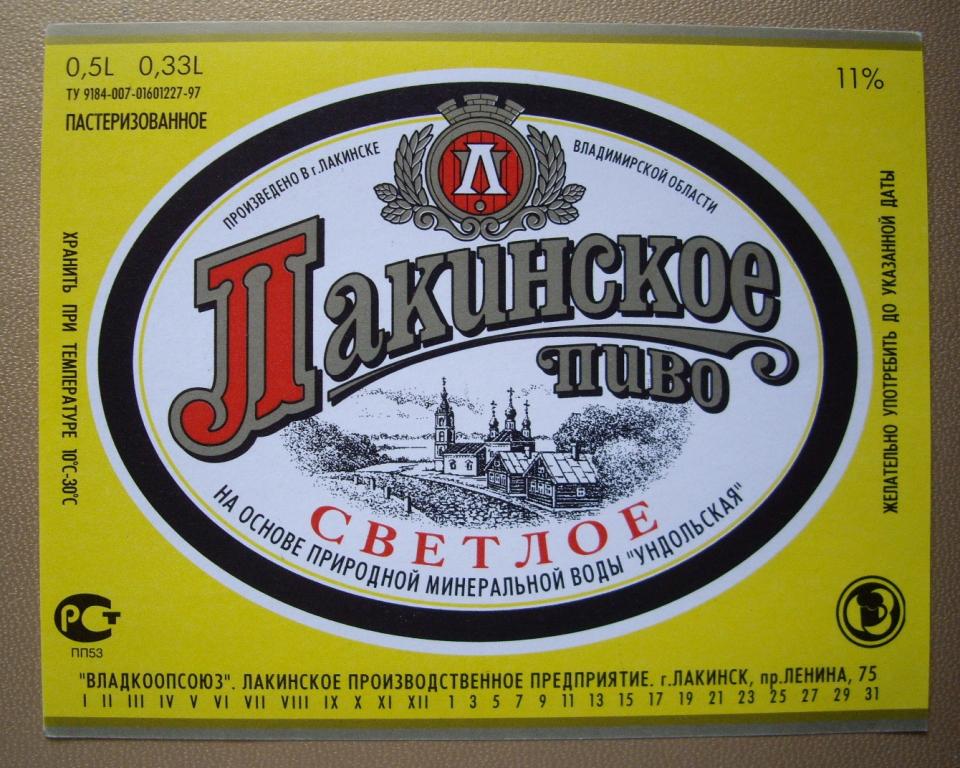 0,5L 0,33L
11%
ТУ 9184-007-01601227-97
ПАСТЕРИЗОВАННОЕ
ПРОИЗВЕДЕНО В г.ЛАКИНСКЕ ВЛАДИМИРСКОЙ ОБЛАСТИ
Л
Лакинское
пиво
СВЕТЛОЕ
НА ОСНОВЕ ПРИРОДНОЙ МИНЕРАЛЬНОЙ ВОДЫ "УНДОЛЬСКАЯ"
ХРАНИТЬ ПРИ ТЕМПЕРАТУРЕ 10°С-30°С
ЖЕЛАТЕЛЬНО УПОТРЕБИТЬ ДО УКАЗАННОЙ ДАТЫ
РСТ
ПП53
"ВЛАДКООПСОЮЗ". ЛАКИНСКОЕ ПРОИЗВОДСТВЕННОЕ ПРЕДПРИЯТИЕ. г.ЛАКИНСК, пр.ЛЕНИНА, 75
I II III IV V VI VII VIII IX X XI XII 1 3 5 7 9 11 13 15 17 19 21 23 25 27 29 31